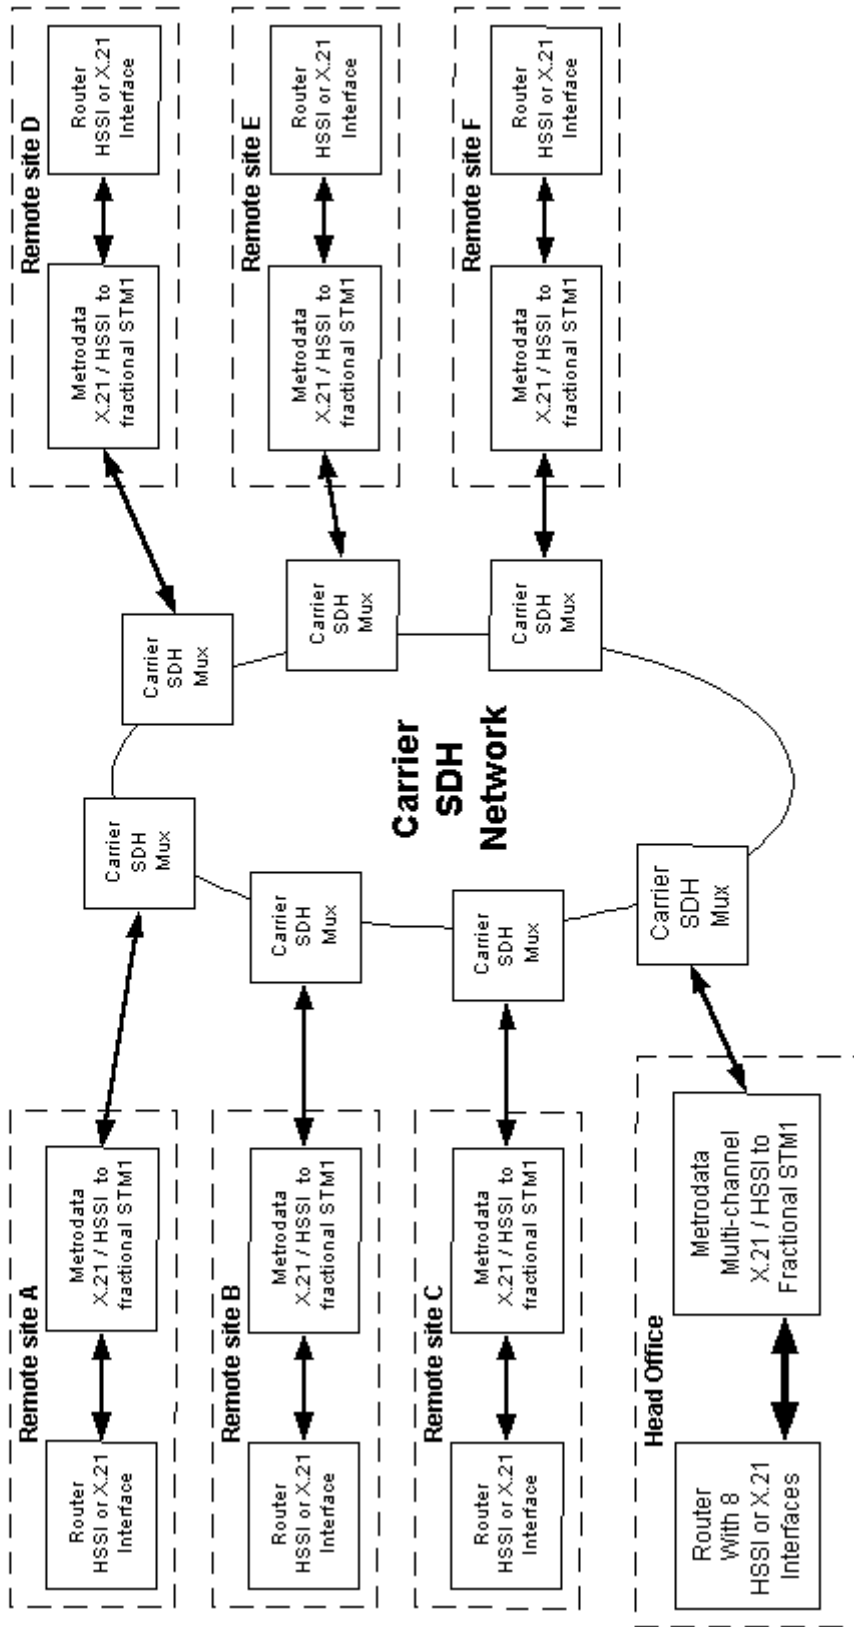 Remote site A
Router
HSSI or X.21
Interface
Metrodata
X.21 / HSSI to
fractional STM1
Carrier
SDH
Mux
Carrier
SDH
Mux
Remote site D
Metrodata
X.21 / HSSI to
fractional STM1
Router
HSSI or X.21
Interface
Remote site B
Router
HSSI or X.21
Interface
Metrodata
X.21 / HSSI to
fractional STM1
Carrier
SDH
Mux
Carrier
SDH
Mux
Remote site E
Metrodata
X.21 / HSSI to
fractional STM1
Router
HSSI or X.21
Interface
Carrier
SDH
Network
Remote site C
Router
HSSI or X.21
Interface
Metrodata
X.21 / HSSI to
fractional STM1
Carrier
SDH
Mux
Carrier
SDH
Mux
Remote site F
Metrodata
X.21 / HSSI to
fractional STM1
Router
HSSI or X.21
Interface
Head Office
Router
With 8
HSSI or X.21
Interfaces
Metrodata
Multi-channel
X.21 / HSSI to
Fractional STM1
Carrier
SDH
Mux